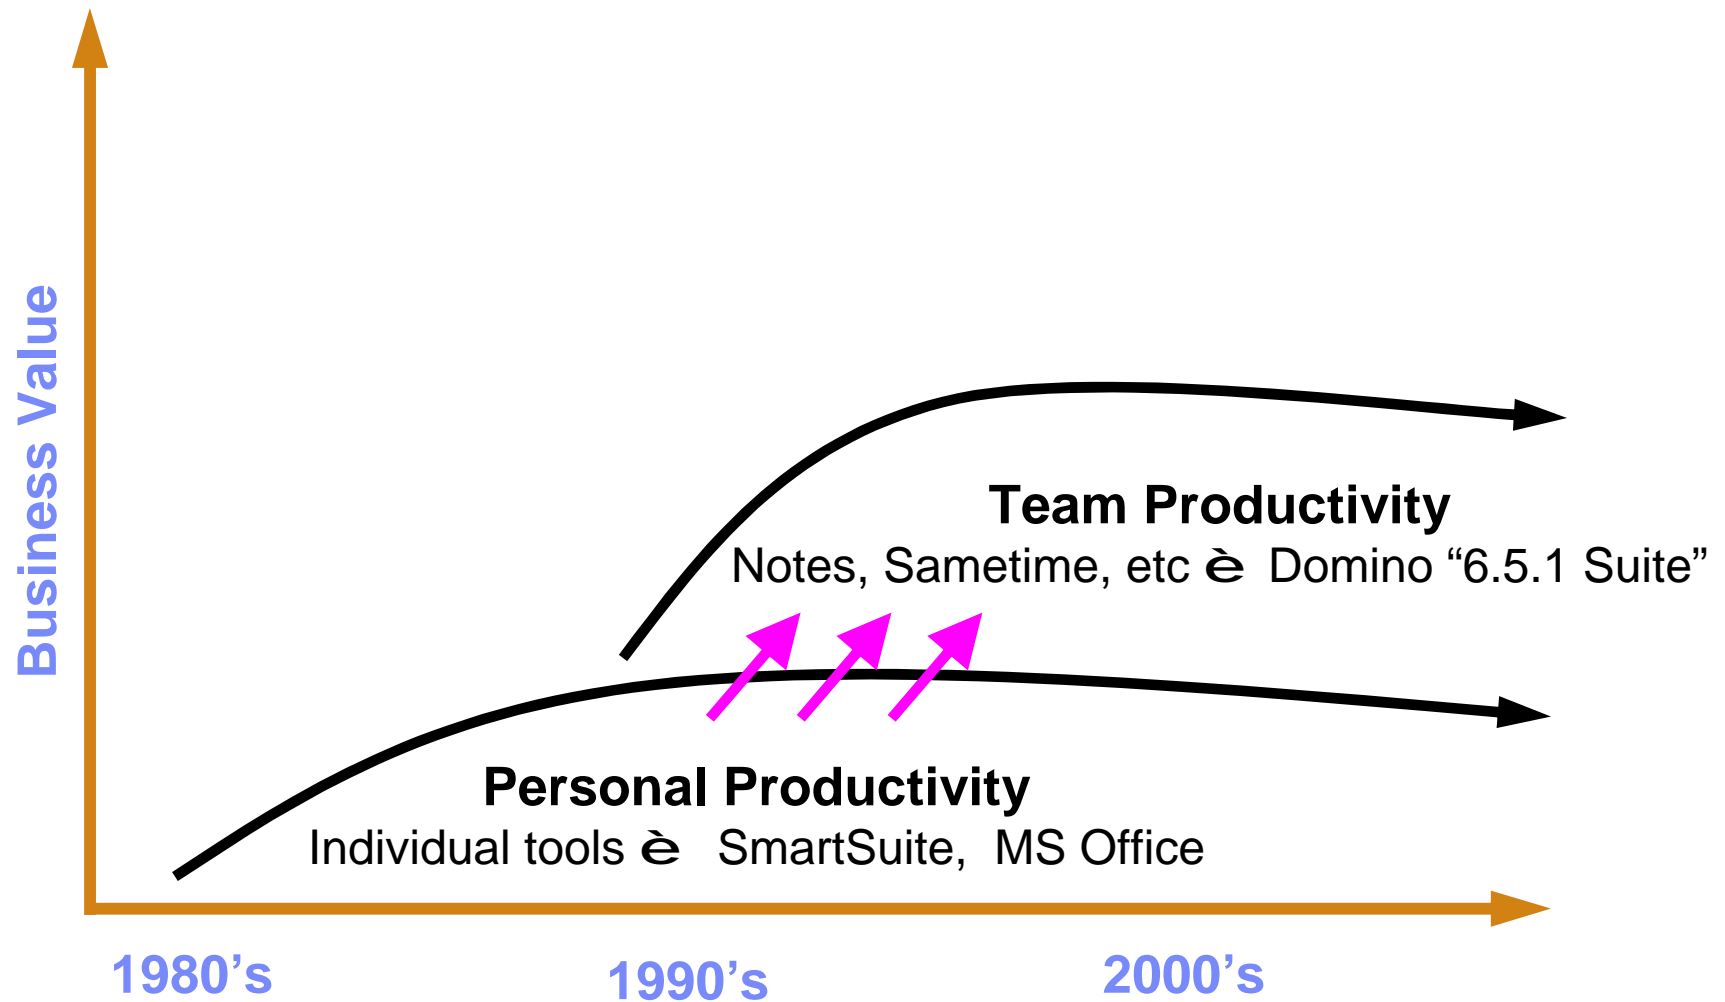 Business Value
Team Productivity
Notes, Sametime, etc è Domino “6.5.1 Suite”
Personal Productivity
Individual tools è SmartSuite, MS Office
1980’s
1990’s
2000’s